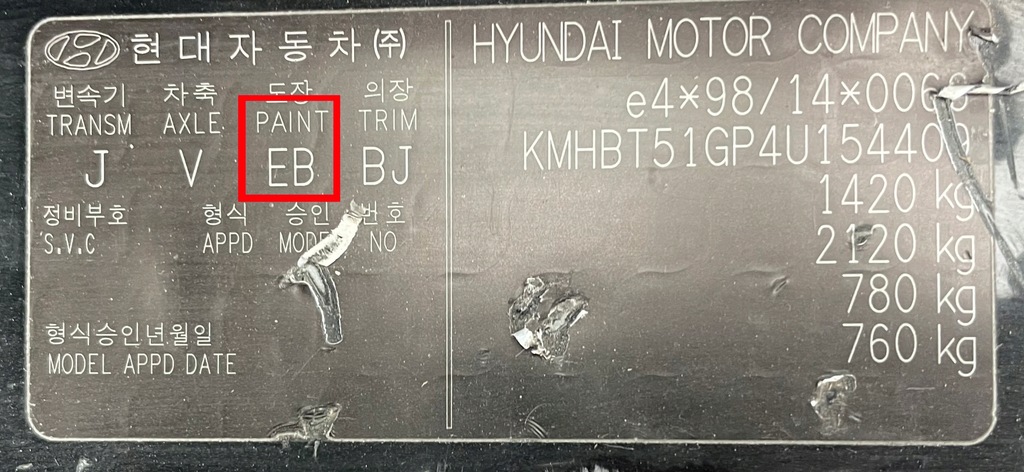 현대자동차 ㈜
변속기 차축 도장 의장
TRANSM AXLE PAINT TRIM
J V EB BJ
정비부호 형식 승인 번호
S.V.C APPD MODEL NO
형식승인년월일
MODEL APPD DATE
HYUNDAI MOTOR COMPANY
e4*98/14*0066
KMHBT51GP4U154409
1420 kg
2120 kg
780 kg
760 kg